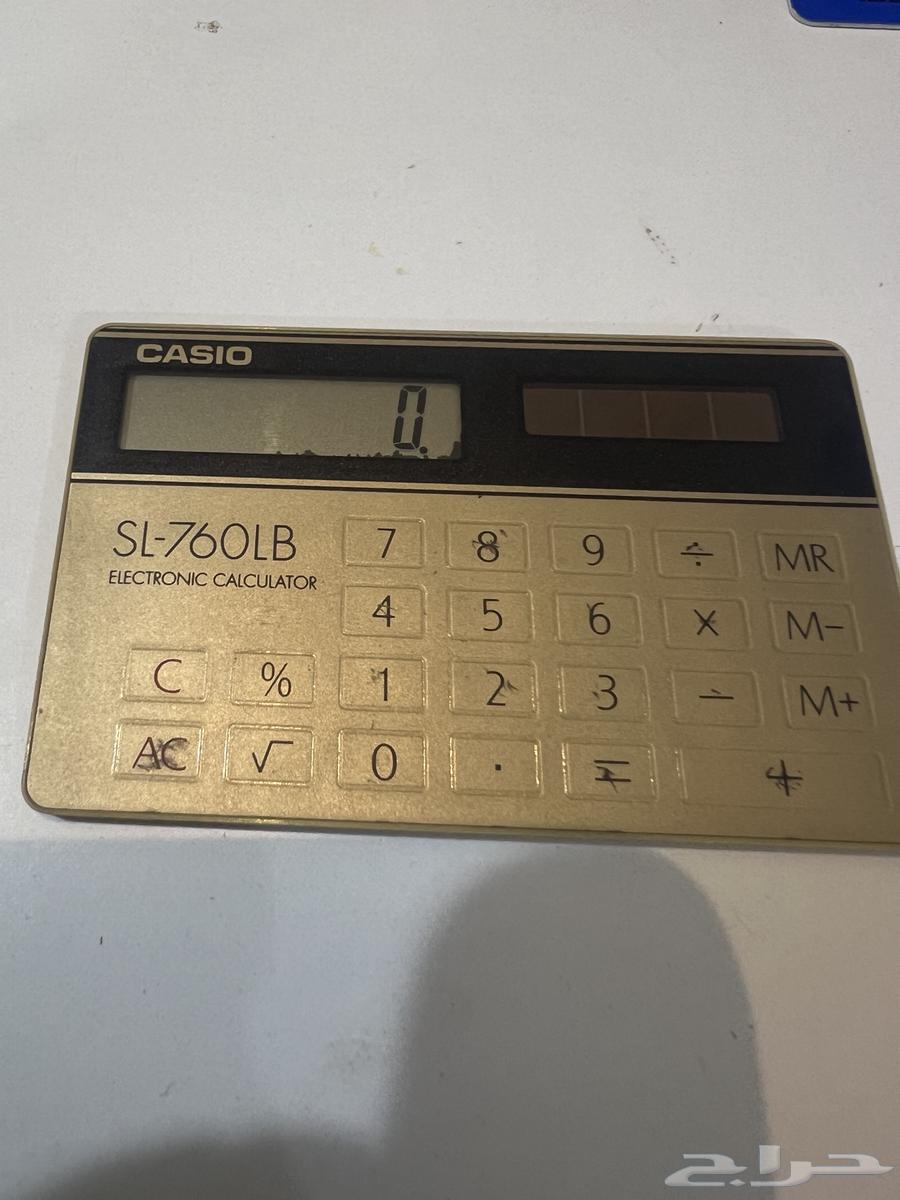 CASIO
0.
SL-760LB
ELECTRONIC CALCULATOR
7 8 9 ÷ MR
4 5 6 × M−
C % 1 2 3 − M+
AC √ 0 . = +
حراج